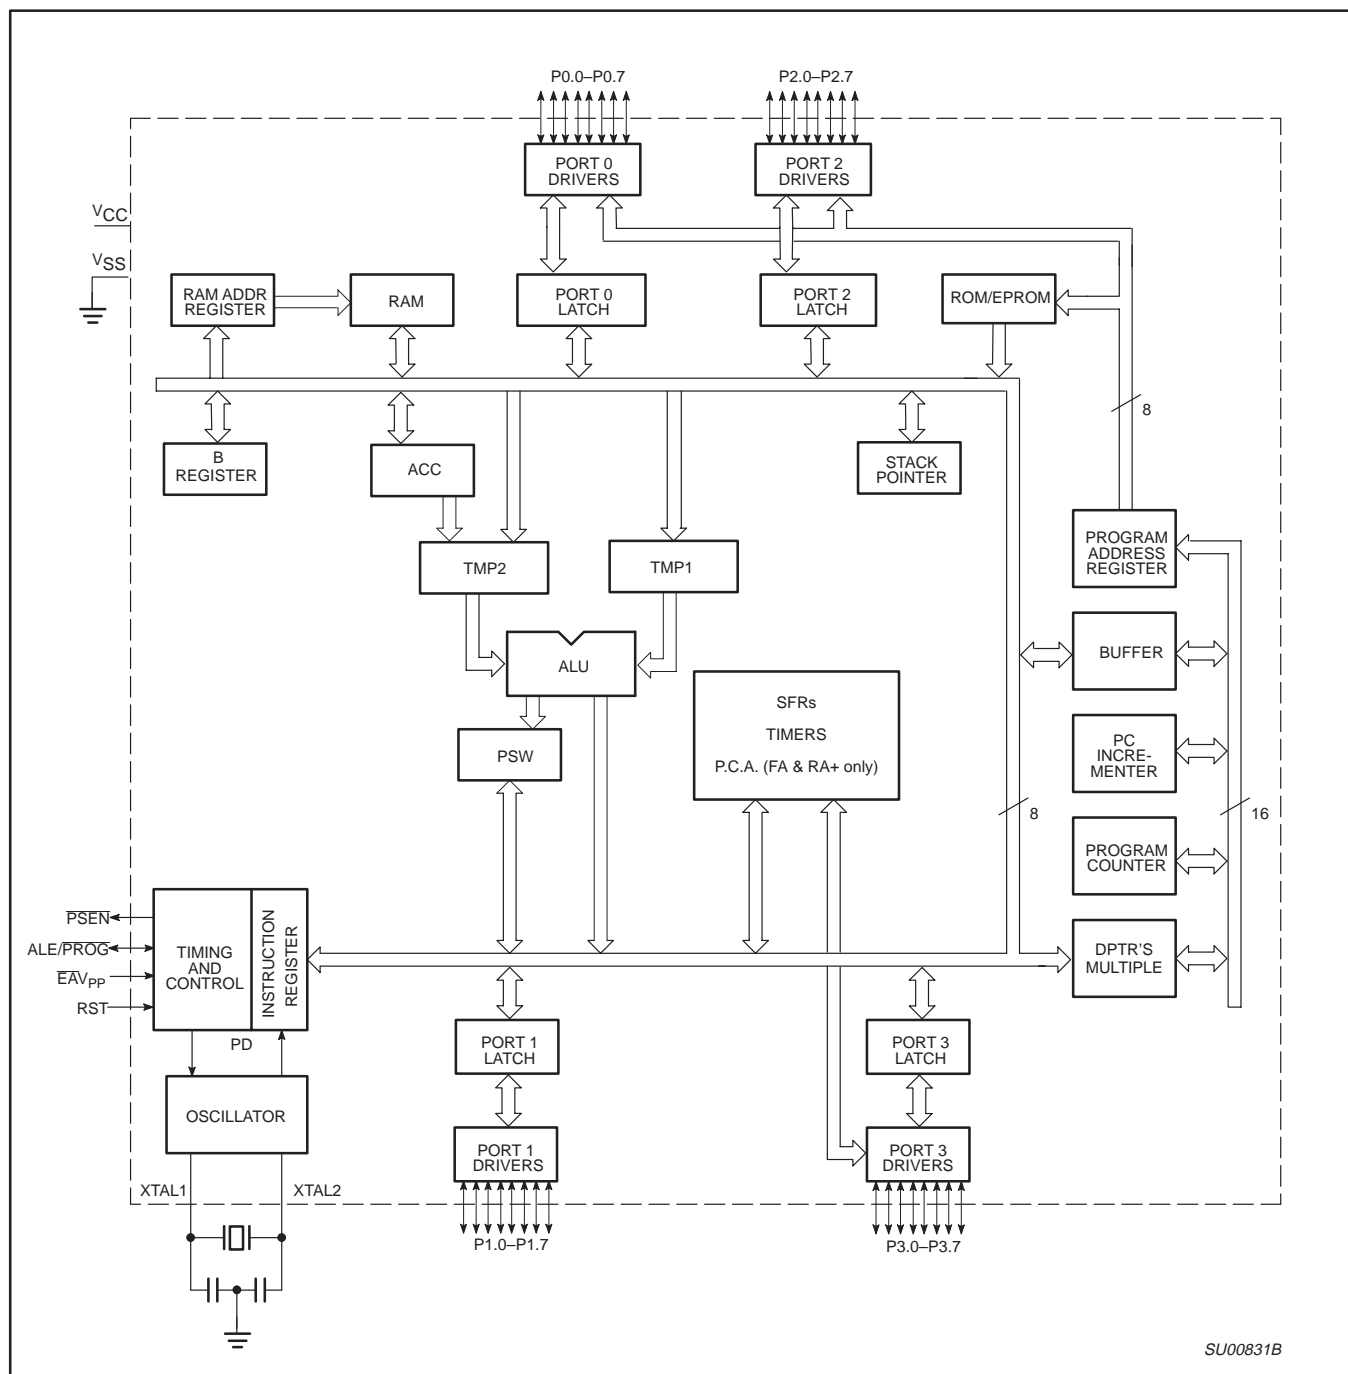 P0.0–P0.7
P2.0–P2.7
PORT 0
DRIVERS
PORT 2
DRIVERS
VCC
VSS
RAM ADDR
REGISTER
RAM
PORT 0
LATCH
PORT 2
LATCH
ROM/EPROM
8
B
REGISTER
ACC
STACK
POINTER
PROGRAM
ADDRESS
REGISTER
TMP2
TMP1
BUFFER
ALU
SFRs
TIMERS
P.C.A. (FA & RA+ only)
PSW
PC
INCRE-
MENTER
8
16
PROGRAM
COUNTER
PSEN
ALE/PROG
EAVPP
RST
TIMING
AND
CONTROL
INSTRUCTION
REGISTER
DPTR'S
MULTIPLE
PD
PORT 1
LATCH
PORT 3
LATCH
OSCILLATOR
PORT 1
DRIVERS
PORT 3
DRIVERS
XTAL1
XTAL2
P1.0–P1.7
P3.0–P3.7
SU00831B